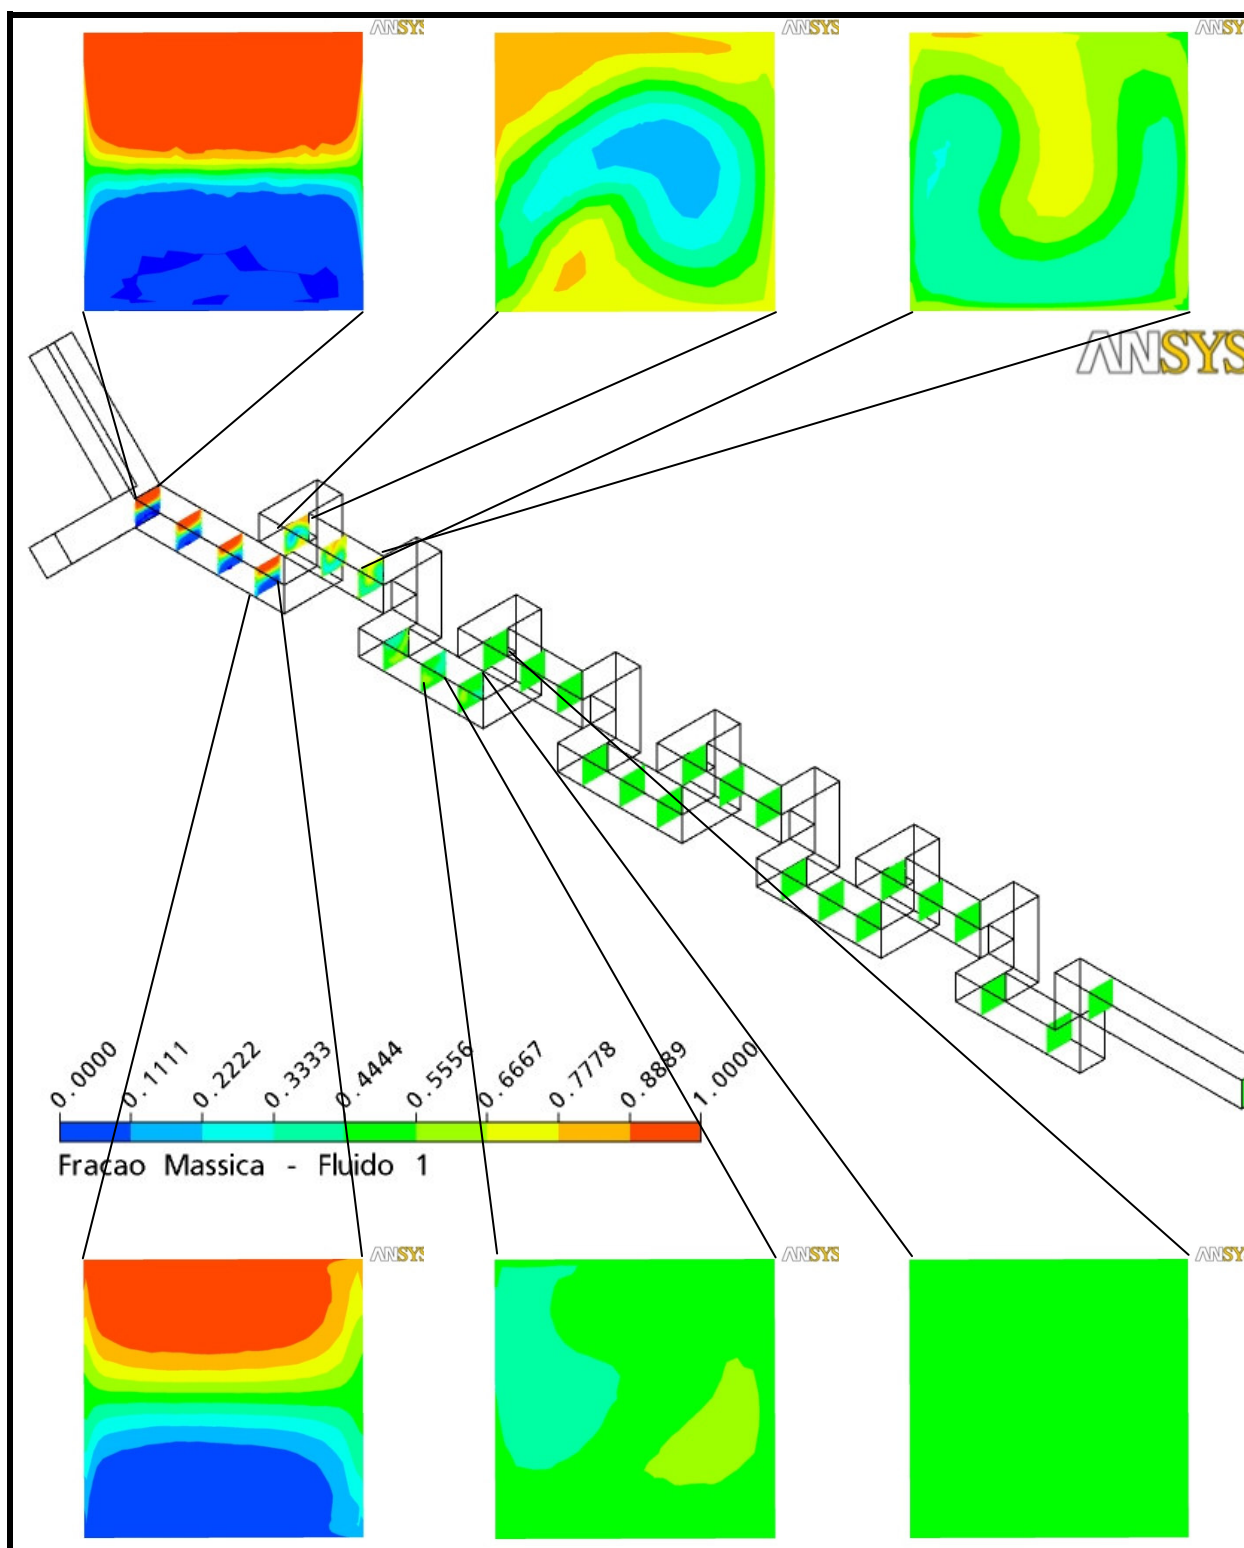 ANSYS
ANSYS
ANSYS
ANSYS
0.0000
0.1111
0.2222
0.3333
0.4444
0.5556
0.6667
0.7778
0.8889
1.0000
Fracao Massica - Fluido 1
ANSYS
ANSYS
ANSYS